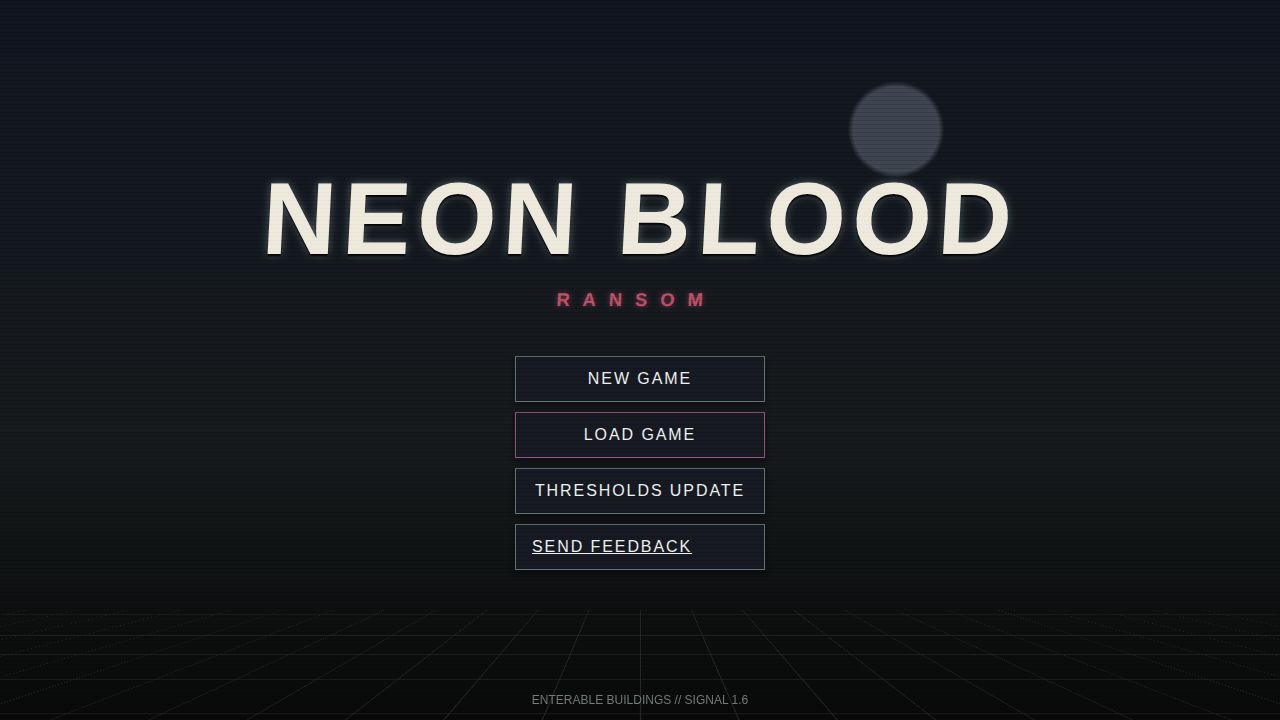 NEON BLOOD
RANSOM
NEW GAME
LOAD GAME
THRESHOLDS UPDATE
SEND FEEDBACK
ENTERABLE BUILDINGS // SIGNAL 1.6